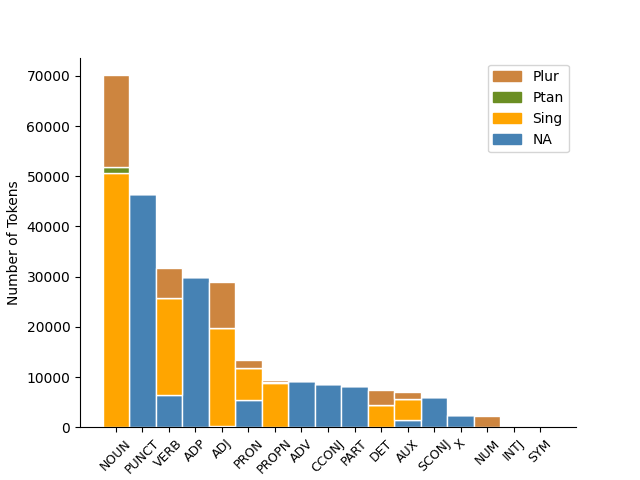 Plur
Ptan
Sing
NA
Number of Tokens
70000
60000
50000
40000
30000
20000
10000
0
NOUN
PUNCT
VERB
ADP
ADJ
PRON
PROPN
ADV
CCONJ
PART
DET
AUX
SCONJ
X
NUM
INTJ
SYM